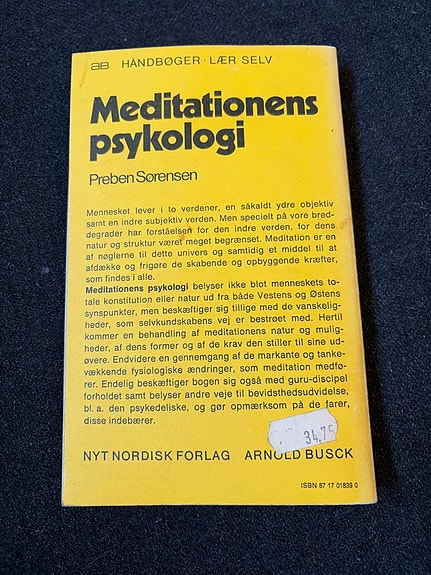 AB HÅNDBØGER · LÆR SELV
Meditationens
psykologi
Preben Sørensen
Mennesket lever i to verdener, en såkaldt ydre objektiv
samt en indre subjektiv verden. Men specielt på vore bred-
degrader har forståelsen for den indre verden, for dens
natur og struktur været meget begrænset. Meditation er en
af nøglerne til dette univers og samtidig et middel til at
afdække og frigøre de skabende og opbyggende kræfter,
som findes i alle.
Meditationens psykologi belyser ikke blot menneskets to-
tale konstitution eller natur ud fra både Vestens og Østens
synspunkter, men beskæftiger sig tillige med de vanskelig-
heder, som selvkundskabens vej er bestrøet med. Hertil
kommer en behandling af meditationens natur og mulig-
heder, af dens former og af de krav den stiller til sine ud-
øvere. Endvidere en gennemgang af de markante og tanke-
vækkende fysiologiske ændringer, som meditation medfø-
rer. Endelig beskæftiger bogen sig også med guru-discipel
forholdet samt belyser andre veje til bevidsthedsudvidelse,
bl. a. den psykedeliske, og gør opmærksom på de farer,
disse indebærer.
34.75
NYT NORDISK FORLAG ARNOLD BUSCK
ISBN 87 17 01839 0